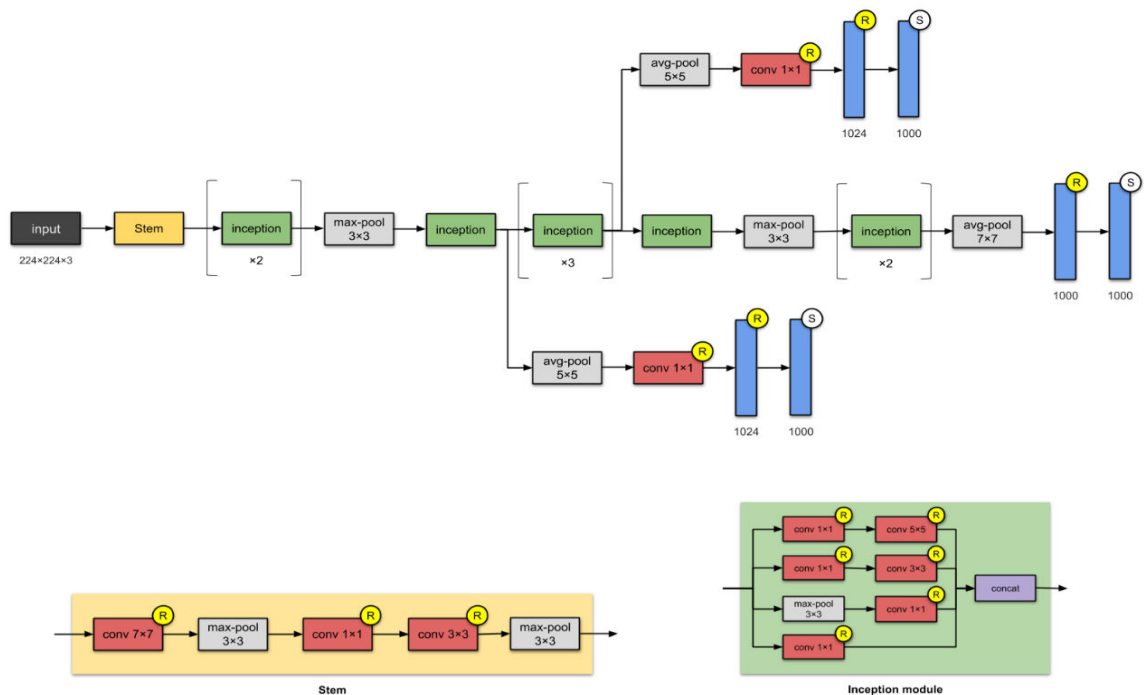 R
S
avg-pool
5×5
conv 1×1
R
1024
1000
R
S
input
Stem
inception
max-pool
3×3
inception
inception
inception
max-pool
3×3
inception
avg-pool
7×7
224×224×3
×2
×3
×2
1000
1000
R
S
avg-pool
5×5
conv 1×1
R
1024
1000
conv 7×7
R
max-pool
3×3
conv 1×1
R
conv 3×3
R
max-pool
3×3
Stem
conv 1×1
R
conv 5×5
R
conv 1×1
R
conv 3×3
R
max-pool
3×3
conv 1×1
R
conv 1×1
R
concat
Inception module